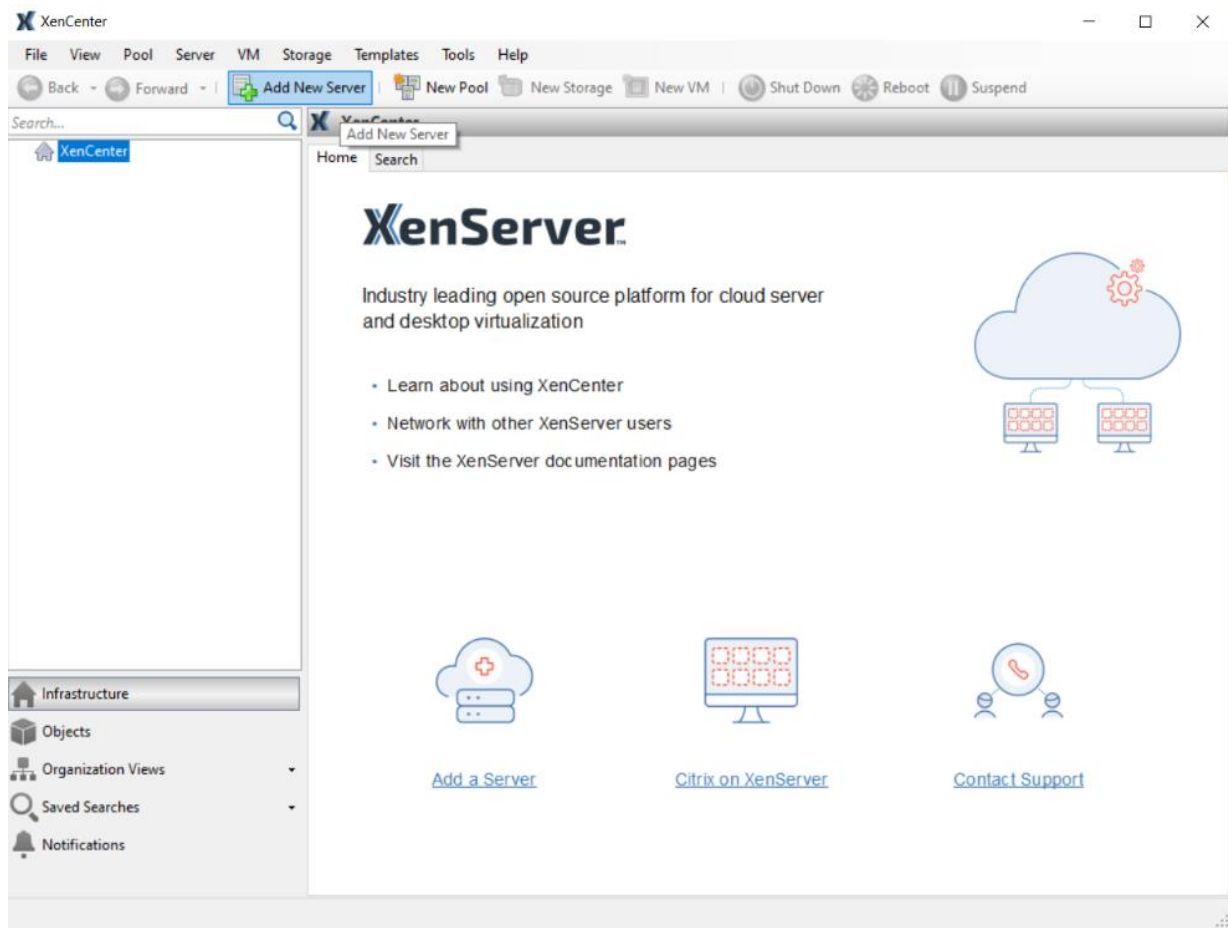 XenCenter
File View Pool Server VM Storage Templates Tools Help
Back Forward Add New Server New Pool New Storage New VM Shut Down Reboot Suspend
Search...
XenCenter
Add New Server
XenCenter
Home Search
XenServer™
Industry leading open source platform for cloud server
and desktop virtualization
• Learn about using XenCenter
• Network with other XenServer users
• Visit the XenServer documentation pages
Add a Server
Citrix on XenServer
Contact Support
Infrastructure
Objects
Organization Views
Saved Searches
Notifications